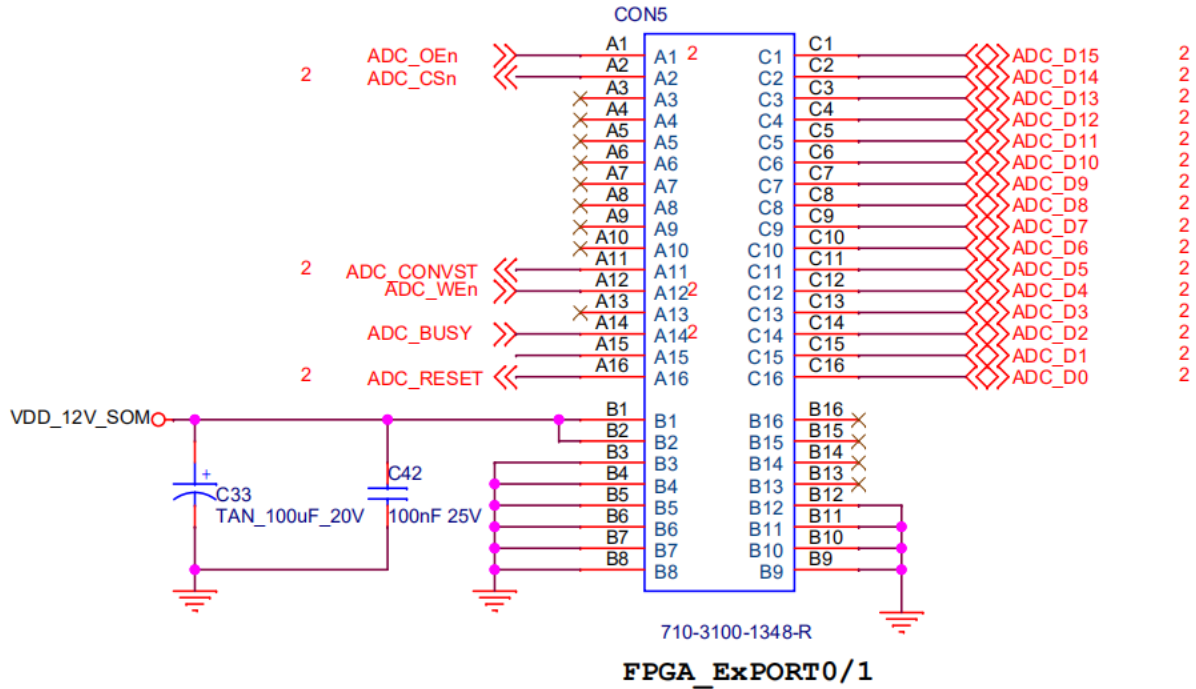 CON5
ADC_OEn A1 A1 2 C1 C1 ADC_D15 2
2 ADC_CSn A2 A2 C2 C2 ADC_D14 2
A3 A3 C3 C3 ADC_D13 2
A4 A4 C4 C4 ADC_D12 2
A5 A5 C5 C5 ADC_D11 2
A6 A6 C6 C6 ADC_D10 2
A7 A7 C7 C7 ADC_D9 2
A8 A8 C8 C8 ADC_D8 2
A9 A9 C9 C9 ADC_D7 2
A10 A10 C10 C10 ADC_D6 2
2 ADC_CONVST A11 A11 C11 C11 ADC_D5 2
ADC_WEn A12 A12 2 C12 C12 ADC_D4 2
A13 A13 C13 C13 ADC_D3 2
ADC_BUSY A14 A14 2 C14 C14 ADC_D2 2
A15 A15 C15 C15 ADC_D1 2
2 ADC_RESET A16 A16 C16 C16 ADC_D0 2
VDD_12V_SOM B1 B1 B16 B16
B2 B2 B15 B15
B3 B3 B14 B14
+ C42 B4 B4 B13 B13
C33 B5 B5 B12 B12
TAN_100uF_20V 100nF 25V B6 B6 B11 B11
B7 B7 B10 B10
B8 B8 B9 B9
710-3100-1348-R
FPGA_ExPORT0/1